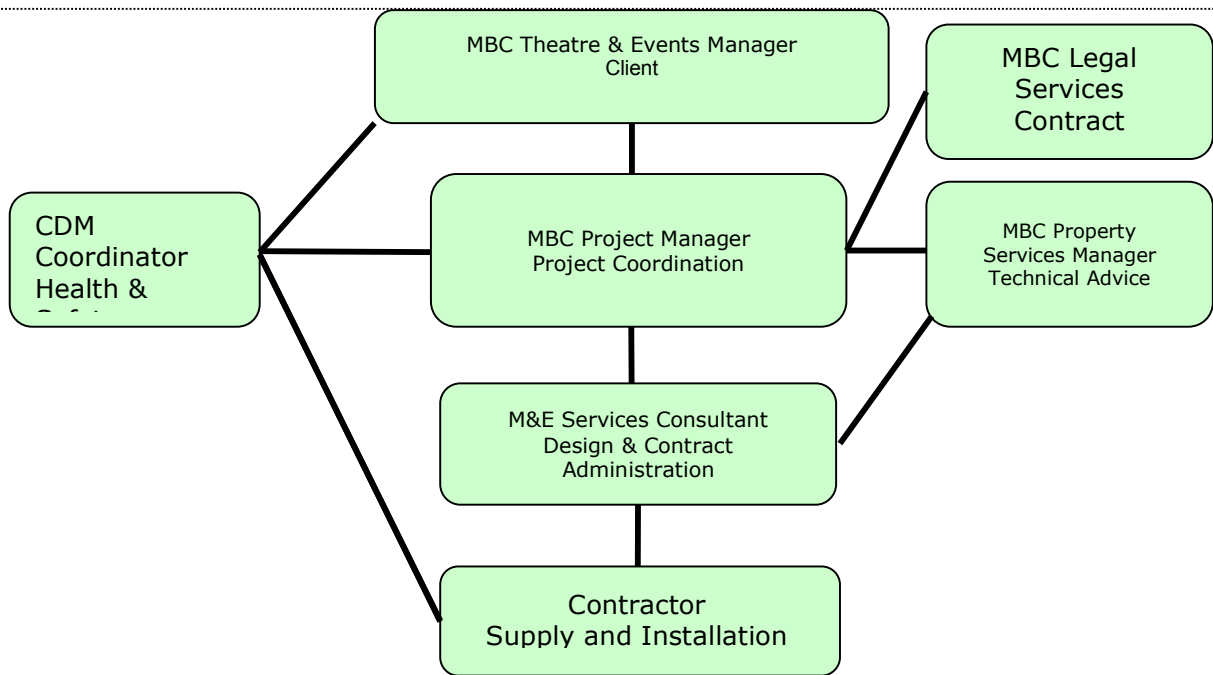 MBC Theatre & Events Manager
Client
MBC Legal
Services
Contract
CDM
Coordinator
Health &
MBC Project Manager
Project Coordination
MBC Property
Services Manager
Technical Advice
M&E Services Consultant
Design & Contract
Administration
Contractor
Supply and Installation